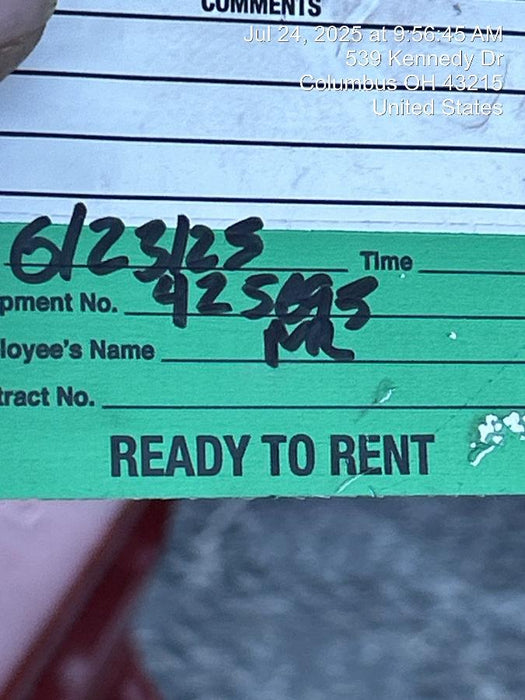 COMMENTS
Jul 24, 2025 at 9:56:45 AM
539 Kennedy Dr
Columbus OH 43215
United States
6/23/25 Time
pment No.
loyee's Name MR
tract No.
READY TO RENT